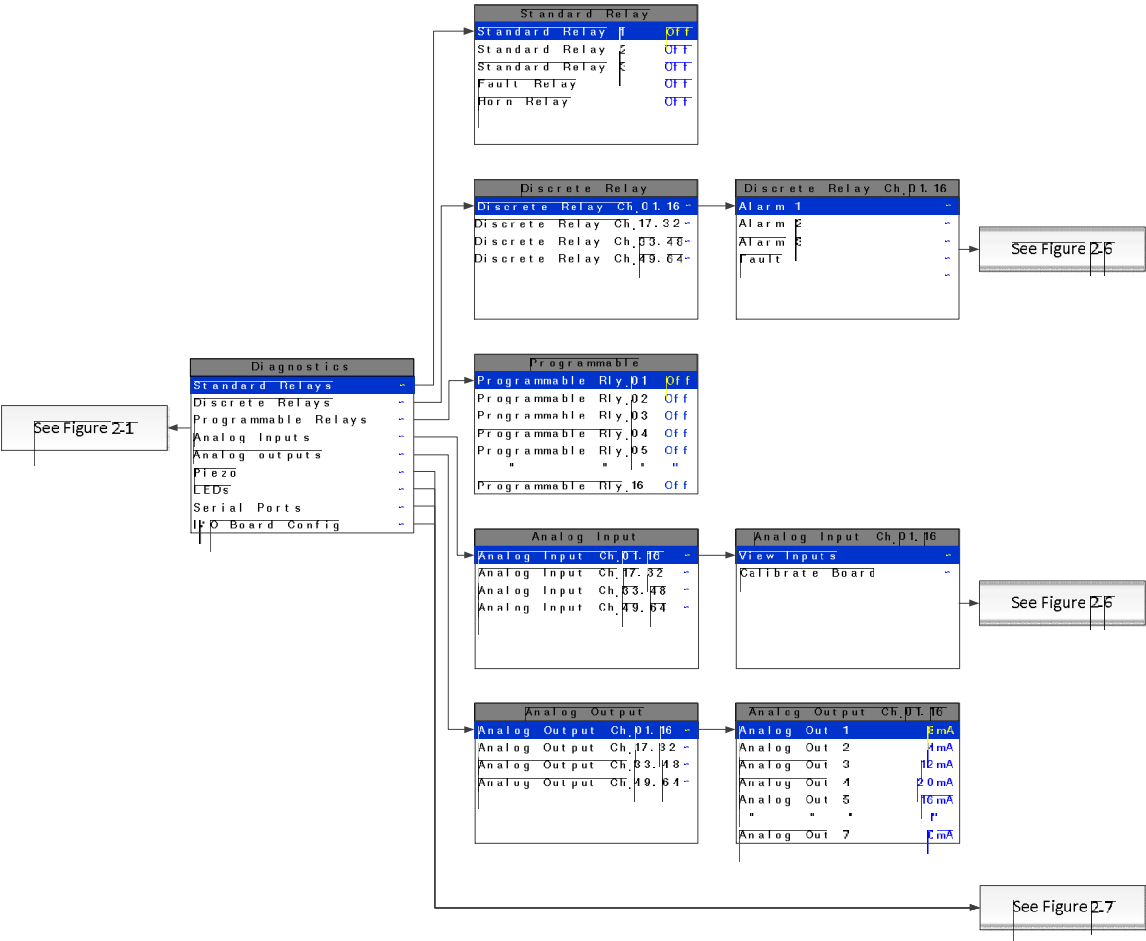 Standard Relay
Standard Relay 1 Off
Standard Relay 2 Off
Standard Relay 3 Off
Fault Relay Off
Horn Relay Off
Discrete Relay
Discrete Relay Ch.01.16
Discrete Relay Ch.17.32
Discrete Relay Ch.33.48
Discrete Relay Ch.49.64
Discrete Relay Ch.01.16
Alarm 1
Alarm 2
Alarm 3
Fault
See Figure 2-6
Diagnostics
Standard Relays
Discrete Relays
Programmable Relays
Analog Inputs
Analog outputs
Piezo
LEDs
Serial Ports
I/O Board Config
See Figure 2-1
Programmable
Programmable Rly.01 Off
Programmable Rly.02 Off
Programmable Rly.03 Off
Programmable Rly.04 Off
Programmable Rly.05 Off
" " " "
Programmable Rly.16 Off
Analog Input
Analog Input Ch.01.16
Analog Input Ch.17.32
Analog Input Ch.33.48
Analog Input Ch.49.64
Analog Input Ch.01.16
View Inputs
Calibrate Board
See Figure 2-6
Analog Output
Analog Output Ch.01.16
Analog Output Ch.17.32
Analog Output Ch.33.48
Analog Output Ch.49.64
Analog Output Ch.01.16
Analog Out 1 mA
Analog Out 2 4mA
Analog Out 3 12mA
Analog Out 4 20mA
Analog Out 5 16mA
" " " "
Analog Out 7 mA
See Figure 2-7